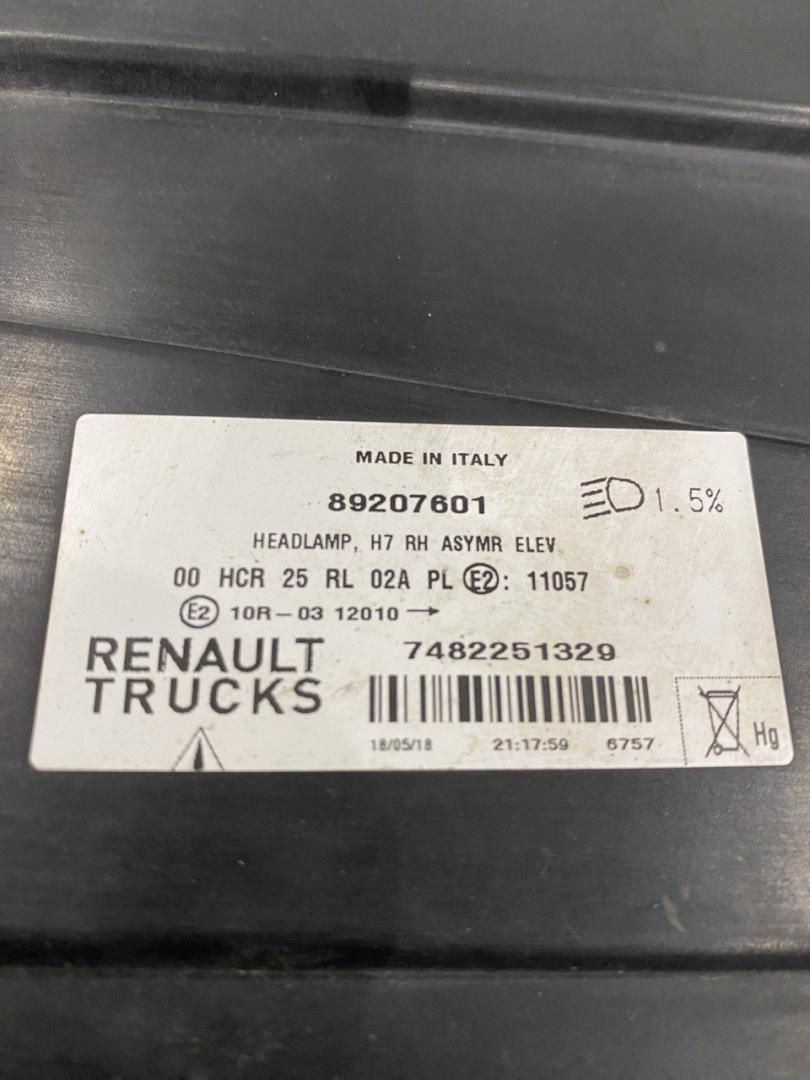 MADE IN ITALY
89207601
1.5%
HEADLAMP, H7 RH ASYMR ELEV
00 HCR 25 RL 02A PL E2: 11057
E2 10R-03 12010 →
RENAULT
TRUCKS
7482251329
18/05/18 21:17:59 6757
Hg